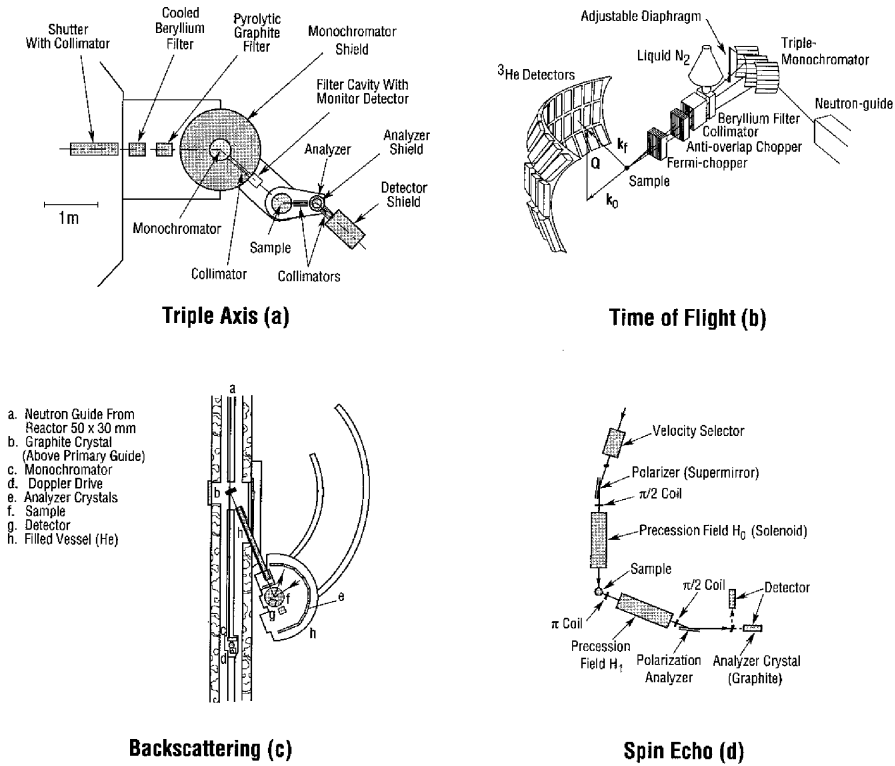 Shutter
With Collimator
Cooled
Beryllium
Filter
Pyrolytic
Graphite
Filter
Monochromator
Shield
Filter Cavity With
Monitor Detector
Analyzer
Analyzer
Shield
Detector
Shield
1m
Monochromator
Sample
Collimator
Collimators
Triple Axis (a)
Adjustable Diaphragm
Liquid N2
Triple-
Monochromator
3He Detectors
Neutron-guide
Beryllium Filter
Collimator
Anti-overlap Chopper
Fermi-chopper
Sample
kf
Q
k0
Time of Flight (b)
a. Neutron Guide From
Reactor 50 x 30 mm
b. Graphite Crystal
(Above Primary Guide)
c. Monochromator
d. Doppler Drive
e. Analyzer Crystals
f. Sample
g. Detector
h. Filled Vessel (He)
a
b
h
f
e
g
h
c
d
Backscattering (c)
Velocity Selector
Polarizer (Supermirror)
π/2 Coil
Precession Field H0 (Solenoid)
Sample
π/2 Coil
Detector
π Coil
Precession
Field H1
Polarization
Analyzer
Analyzer Crystal
(Graphite)
Spin Echo (d)